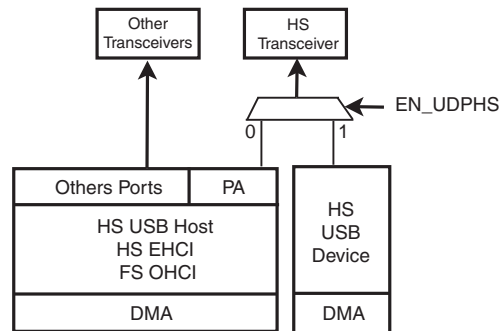 Other
Transceivers
HS
Transceiver
EN_UDPHS
0
1
Others Ports
PA
HS USB Host
HS EHCI
FS OHCI
DMA
HS
USB
Device
DMA